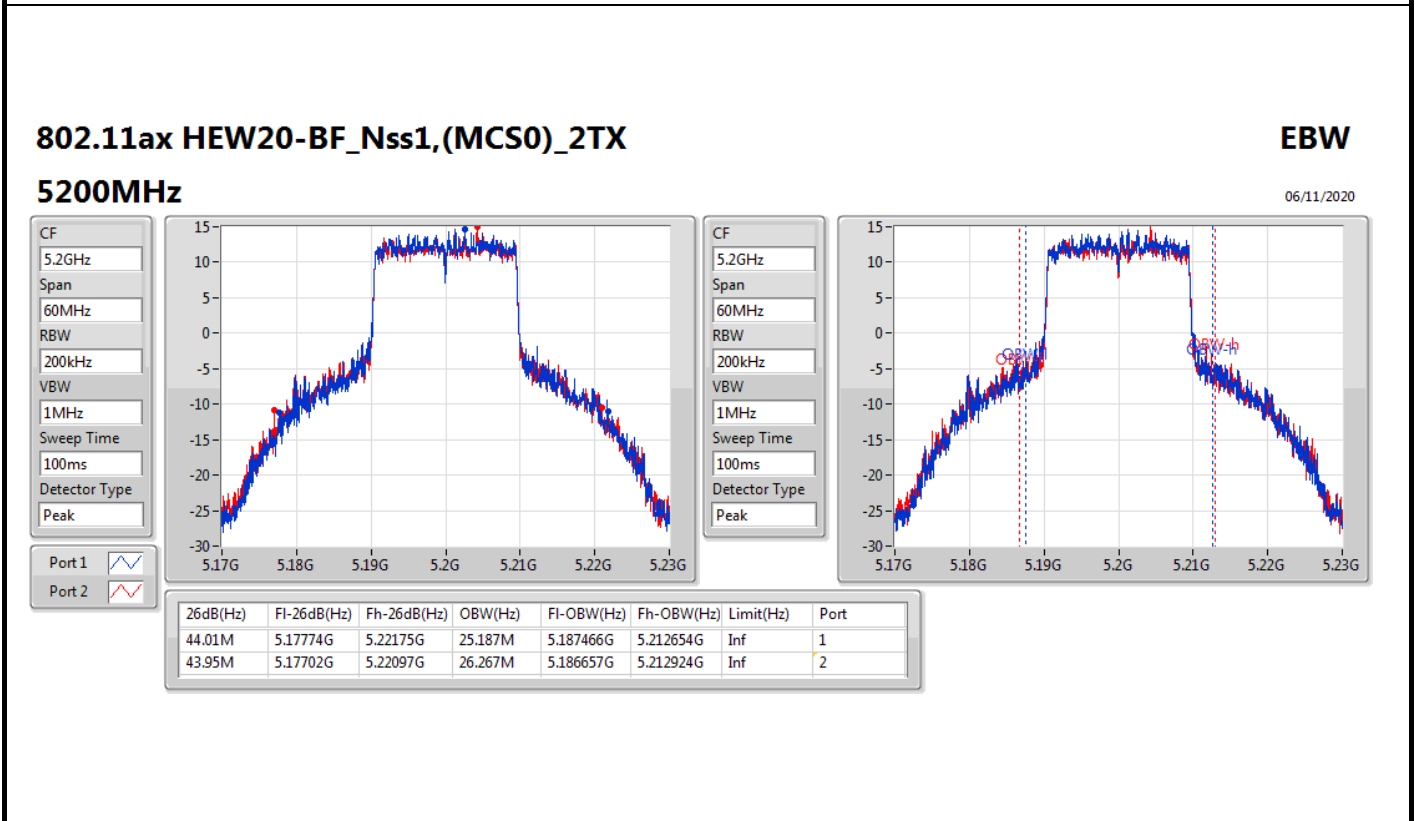 802.11ax HEW20-BF_Nss1,(MCS0)_2TX
EBW
5200MHz
06/11/2020
CF
5.2GHz
Span
60MHz
RBW
200kHz
VBW
1MHz
Sweep Time
100ms
Detector Type
Peak
Port 1
Port 2
15
10
5
0
-5
-10
-15
-20
-25
-30
5.17G 5.18G 5.19G 5.2G 5.21G 5.22G 5.23G
CF
5.2GHz
Span
60MHz
RBW
200kHz
VBW
1MHz
Sweep Time
100ms
Detector Type
Peak
15
10
5
0
-5
-10
-15
-20
-25
-30
OBW-h
5.17G 5.18G 5.19G 5.2G 5.21G 5.22G 5.23G
26dB(Hz) Fl-26dB(Hz) Fh-26dB(Hz) OBW(Hz) Fl-OBW(Hz) Fh-OBW(Hz) Limit(Hz) Port
44.01M 5.17774G 5.22175G 25.187M 5.187466G 5.212654G Inf 1
43.95M 5.17702G 5.22097G 26.267M 5.186657G 5.212924G Inf 2